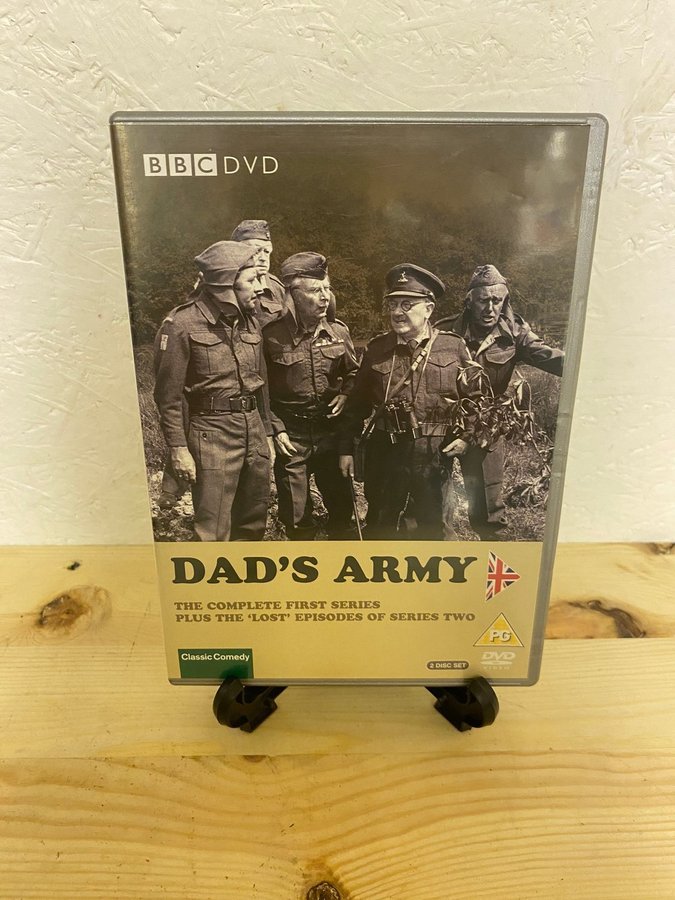 BBC DVD
DAD'S ARMY
THE COMPLETE FIRST SERIES
PLUS THE 'LOST' EPISODES OF SERIES TWO
PG
Classic Comedy
2 DISC SET
DVD
VIDEO